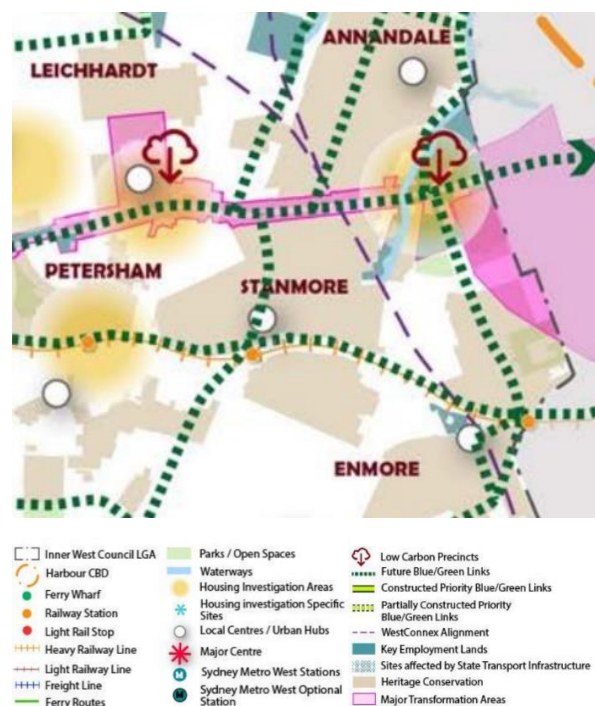 ANNANDALE
LEICHHARDT
PETERSHAM
STANMORE
ENMORE
Inner West Council LGA
Harbour CBD
Ferry Wharf
Railway Station
Light Rail Stop
Heavy Railway Line
Light Railway Line
Freight Line
Ferry Routes
Parks / Open Spaces
Waterways
Housing Investigation Areas
Housing investigation Specific
Sites
Local Centres / Urban Hubs
Major Centre
M Sydney Metro West Stations
M Sydney Metro West Optional
Station
Low Carbon Precincts
Future Blue/Green Links
Constructed Priority Blue/Green Links
Partially Constructed Priority
Blue/Green Links
WestConnex Alignment
Key Employment Lands
Sites affected by State Transport Infrastructure
Heritage Conservation
Major Transformation Areas